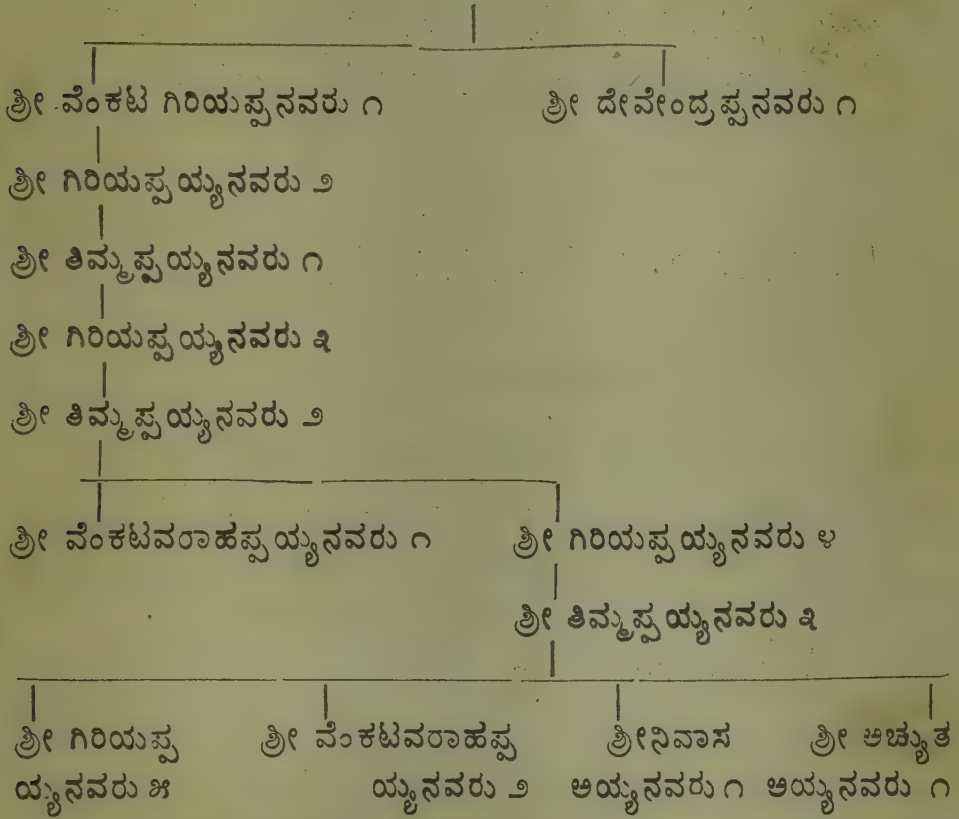 ಶ್ರೀ ವೆಂಕಟ ಗಿರಿಯಪ್ಪನವರು ೧ ಶ್ರೀ ದೇವೇಂದ್ರಪ್ಪನವರು ೧
ಶ್ರೀ ಗಿರಿಯಪ್ಪಯ್ಯನವರು ೨
ಶ್ರೀ ತಿಮ್ಮಪ್ಪಯ್ಯನವರು ೧
ಶ್ರೀ ಗಿರಿಯಪ್ಪಯ್ಯನವರು ೩
ಶ್ರೀ ತಿಮ್ಮಪ್ಪಯ್ಯನವರು ೨
ಶ್ರೀ ವೆಂಕಟವರಾಹಪ್ಪಯ್ಯನವರು ೧ ಶ್ರೀ ಗಿರಿಯಪ್ಪಯ್ಯನವರು ೪
ಶ್ರೀ ತಿಮ್ಮಪ್ಪಯ್ಯನವರು ೩
ಶ್ರೀ ಗಿರಿಯಪ್ಪ ಶ್ರೀ ವೆಂಕಟವರಾಹಪ್ಪ ಶ್ರೀನಿವಾಸ ಶ್ರೀ ಅಚ್ಯುತ
ಯ್ಯನವರು ೫ ಯ್ಯನವರು ೨ ಅಯ್ಯನವರು ೧ ಅಯ್ಯನವರು ೧